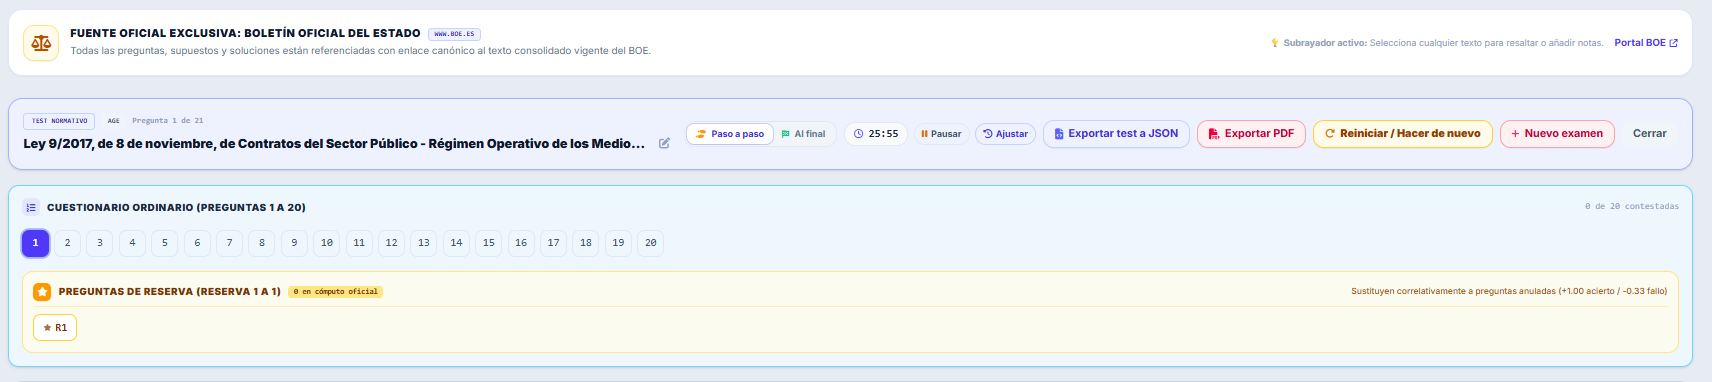 FUENTE OFICIAL EXCLUSIVA: BOLETÍN OFICIAL DEL ESTADO WWW.BOE.ES
Todas las preguntas, supuestos y soluciones están referenciadas con enlace canónico al texto consolidado vigente del BOE.
Subrayador activo: Selecciona cualquier texto para resaltar o añadir notas. Portal BOE
TEST NORMATIVO AGE Pregunta 1 de 21
Ley 9/2017, de 8 de noviembre, de Contratos del Sector Público - Régimen Operativo de los Medio...
Paso a paso Al final 25:55 Pausar Ajustar Exportar test a JSON Exportar PDF Reiniciar / Hacer de nuevo + Nuevo examen Cerrar
CUESTIONARIO ORDINARIO (PREGUNTAS 1 A 20) 0 de 20 contestadas
1 2 3 4 5 6 7 8 9 10 11 12 13 14 15 16 17 18 19 20
PREGUNTAS DE RESERVA (RESERVA 1 A 1) 0 en cómputo oficial Sustituyen correlativamente a preguntas anuladas (+1.00 acierto / -0.33 fallo)
R1